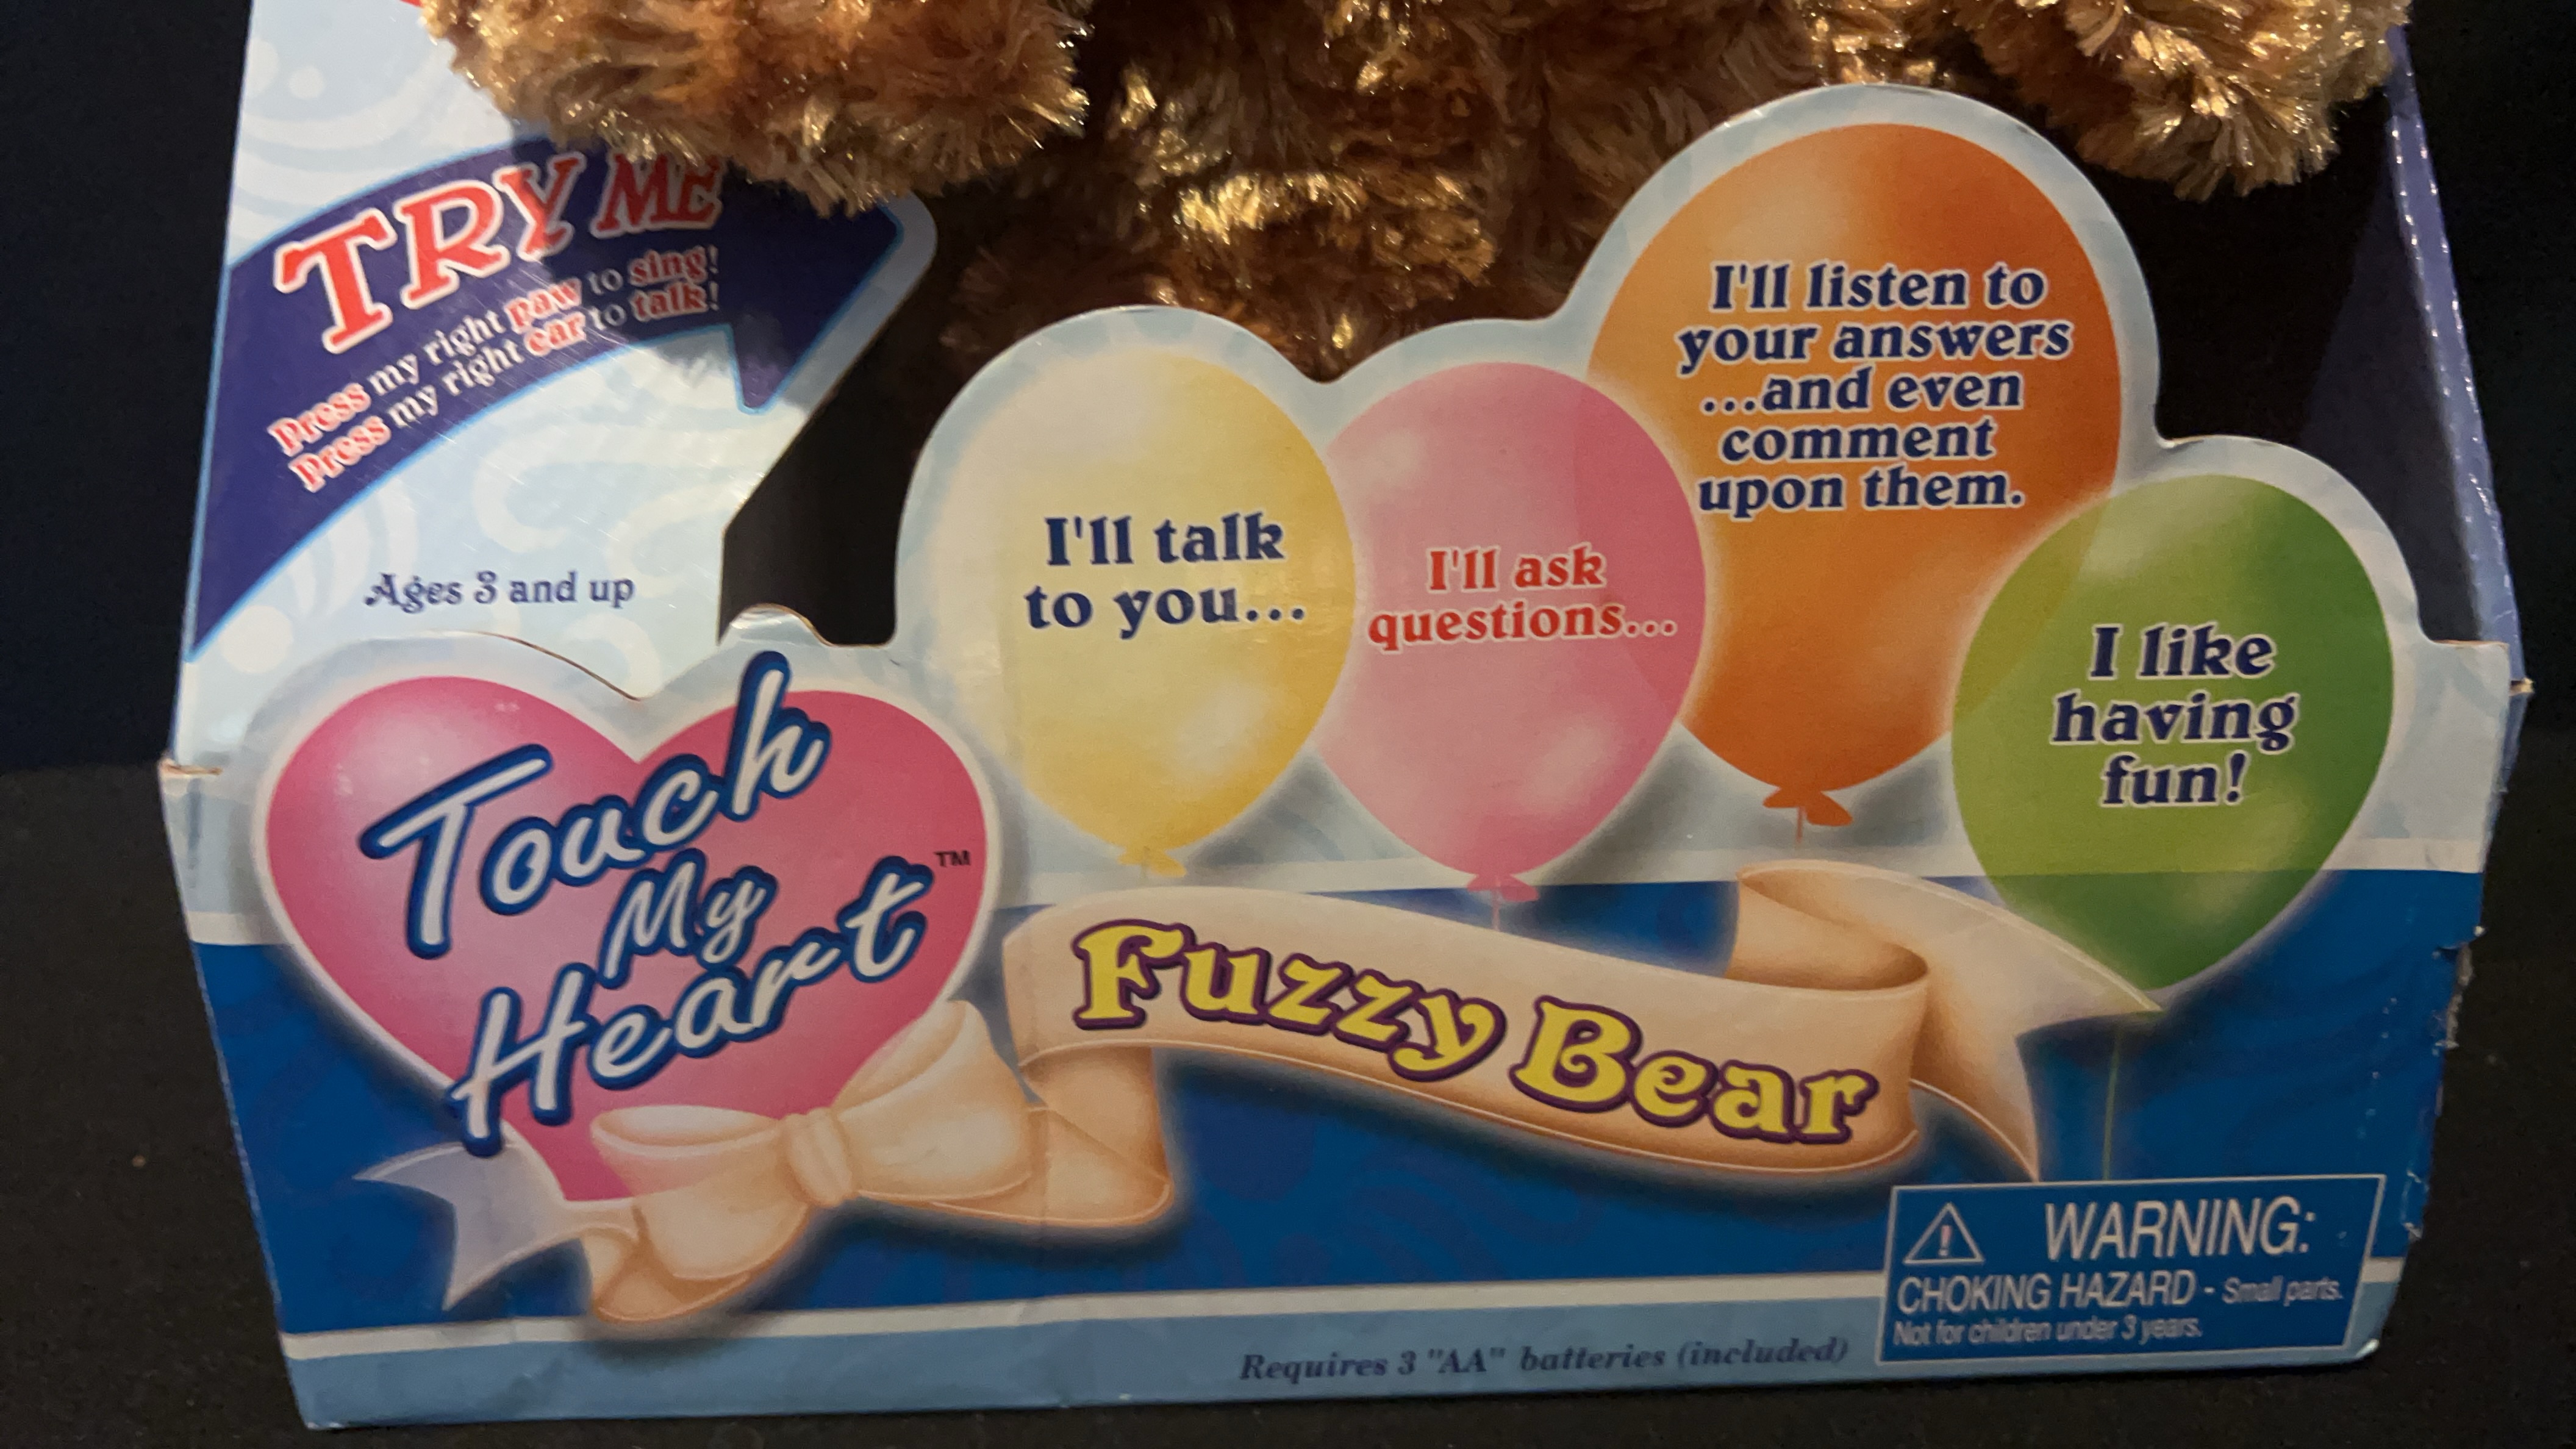 TRY ME
Press my right paw to sing!
Press my right ear to talk!
Ages 3 and up
I'll talk
to you...
I'll ask
questions...
I'll listen to
your answers
...and even
comment
upon them.
I like
having
fun!
Touch
My
Heart™
Fuzzy Bear
WARNING:
CHOKING HAZARD - Small parts.
Not for children under 3 years.
Requires 3 "AA" batteries (included)